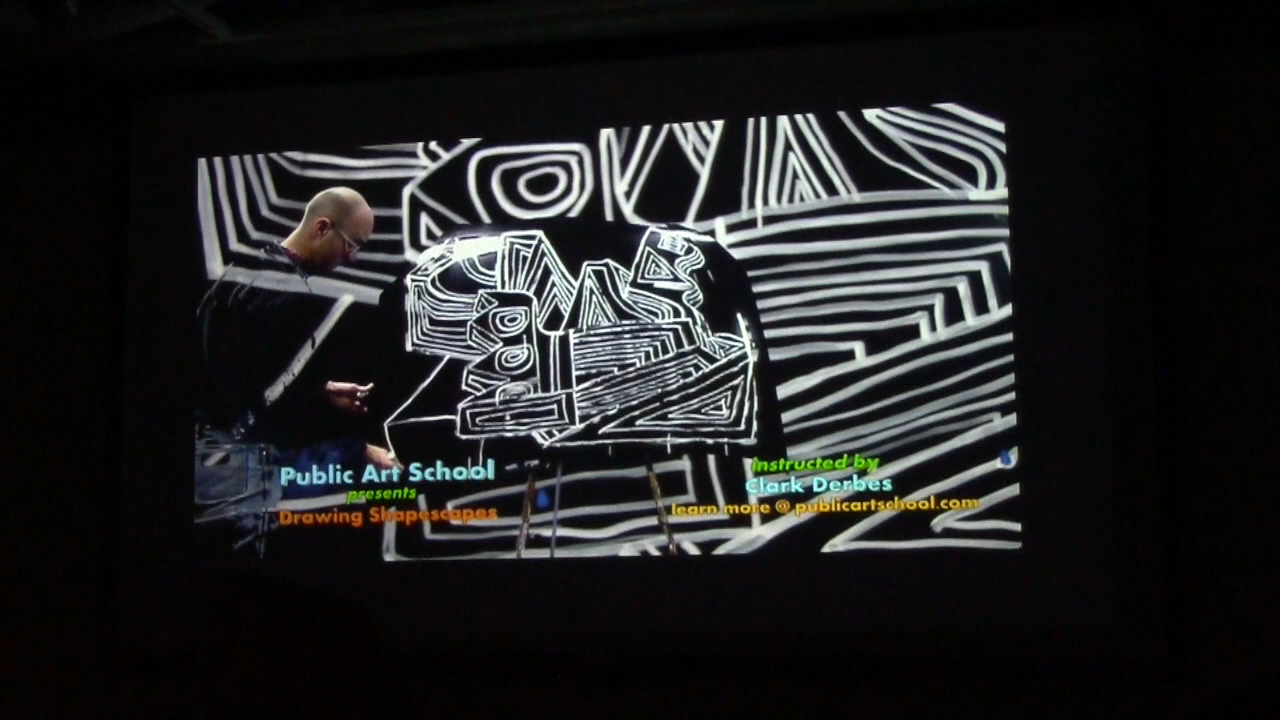 Public Art School
presents
Drawing Shapescapes
instructed by
Clark Derbes
learn more @ publicartschool.com